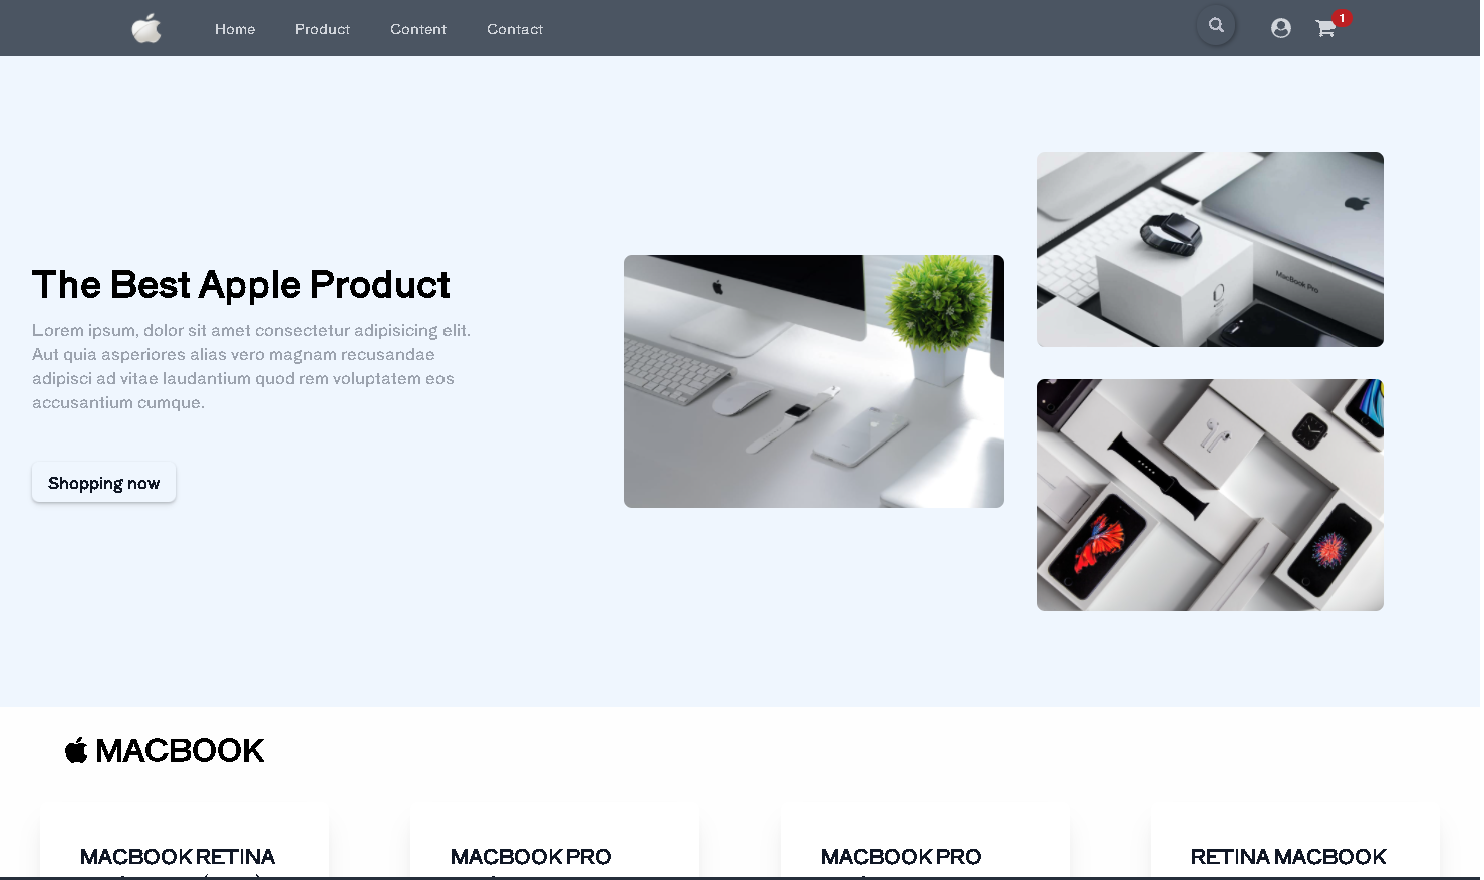 Home
Product
Content
Contact
1
The Best Apple Product
Lorem ipsum, dolor sit amet consectetur adipisicing elit.
Aut quia asperiores alias vero magnam recusandae
adipisci ad vitae laudantium quod rem voluptatem eos
accusantium cumque.
Shopping now
MacBook Pro
MACBOOK
MACBOOK RETINA
MACBOOK PRO
MACBOOK PRO
RETINA MACBOOK